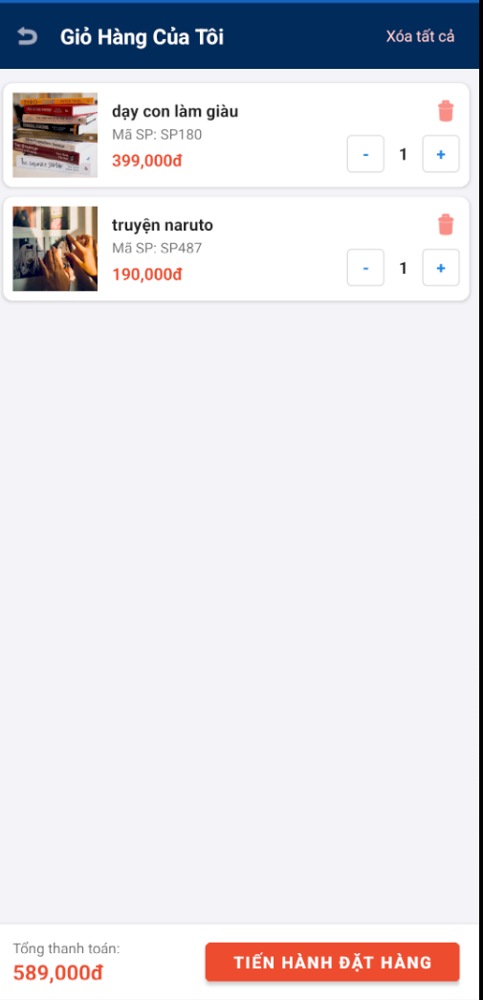 Giỏ Hàng Của Tôi
Xóa tất cả
dạy con làm giàu
Mã SP: SP180
399,000đ
- 1 +
truyện naruto
Mã SP: SP487
190,000đ
- 1 +
Tổng thanh toán:
589,000đ
TIẾN HÀNH ĐẶT HÀNG